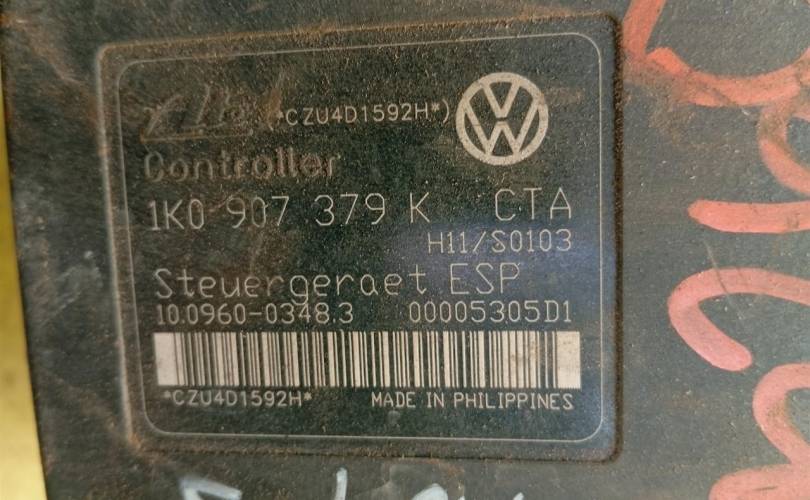 (*CZU4D1592H*)
Controller
1K0 907 379 K CTA
H11/S0103
Steuergeraet ESP
10.0960-0348.3 00005305D1
*CZU4D1592H* MADE IN PHILIPPINES